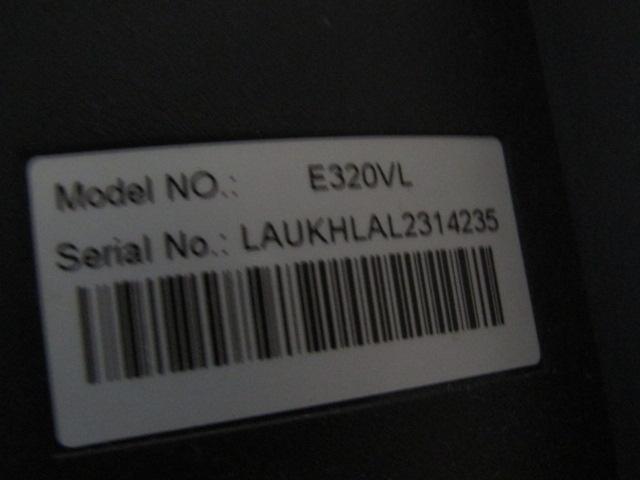 Model NO.: E320VL
Serial No.: LAUKHLAL2314235